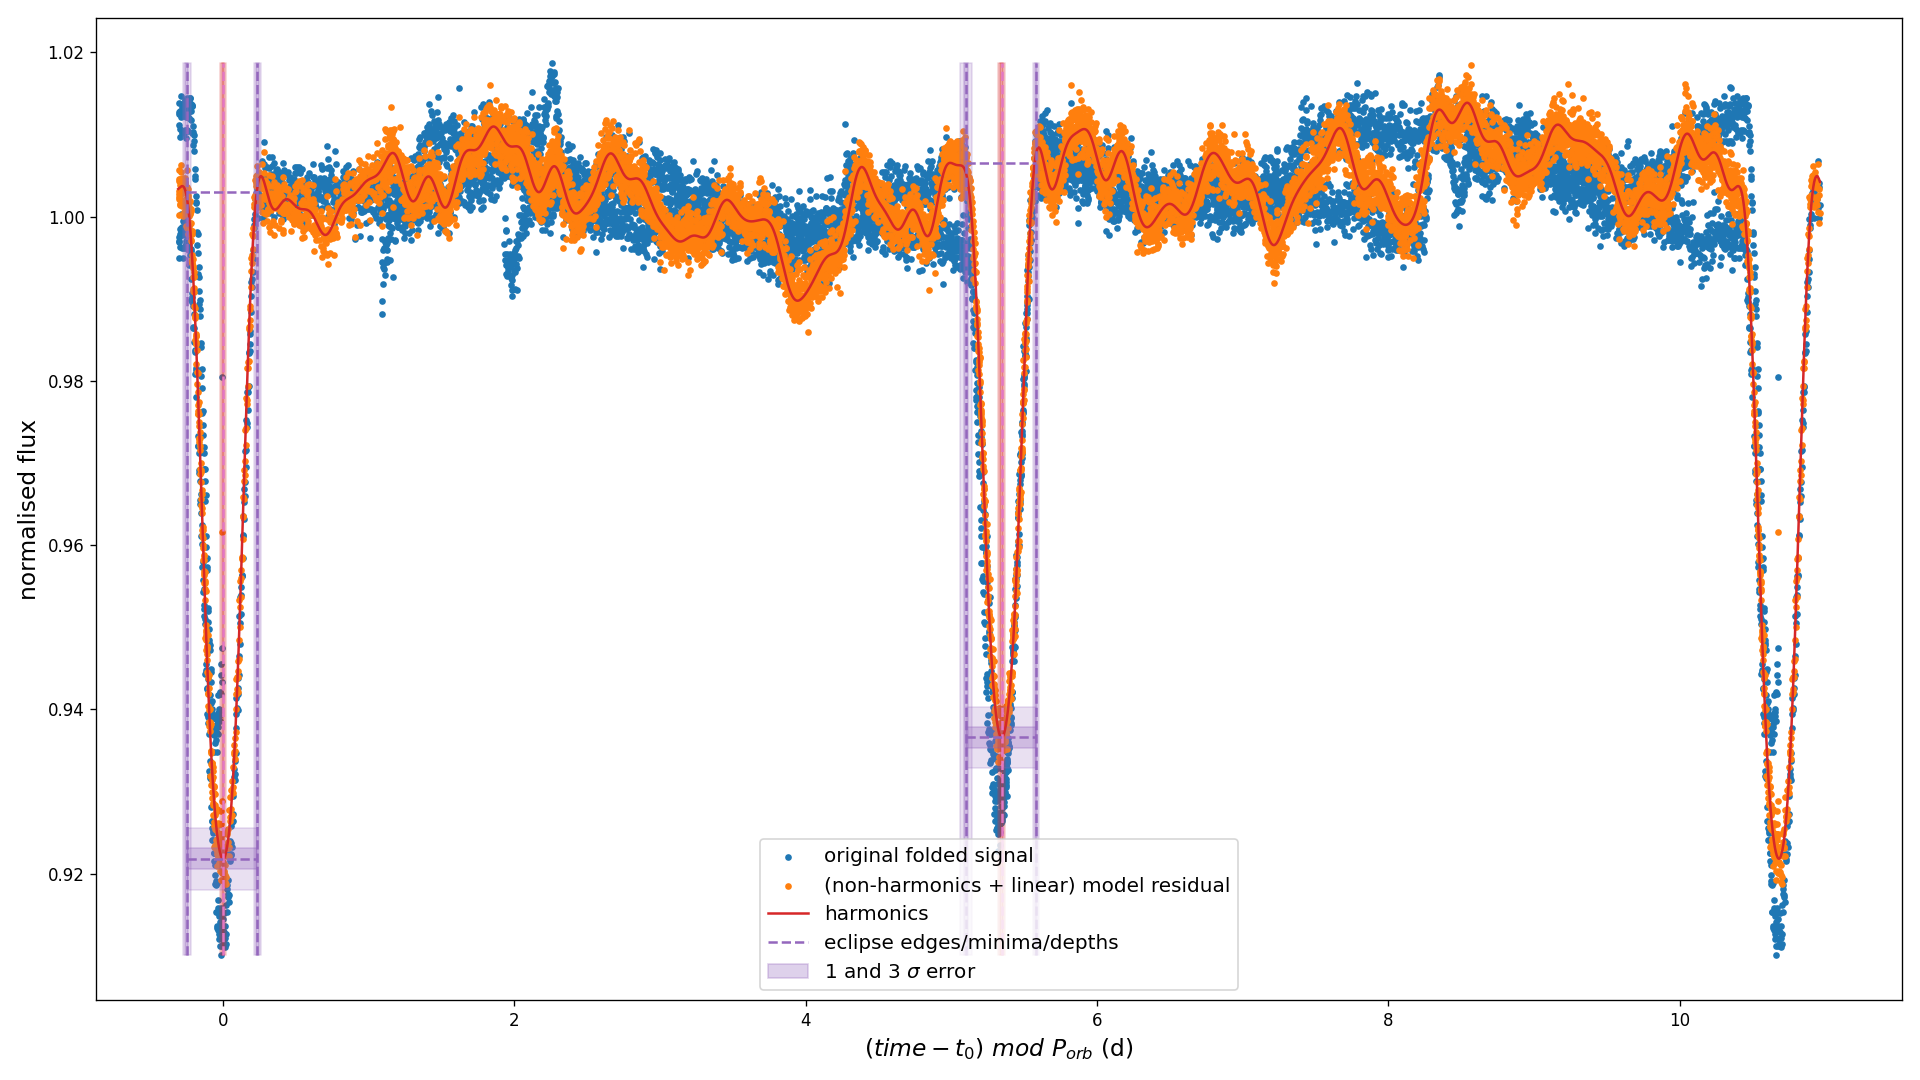 normalised flux
1.02
1.00
0.98
0.96
0.94
0.92
original folded signal
(non-harmonics + linear) model residual
harmonics
eclipse edges/minima/depths
1 and 3 σ error
0 2 4 6 8 10
(time − t₀) mod P_orb (d)